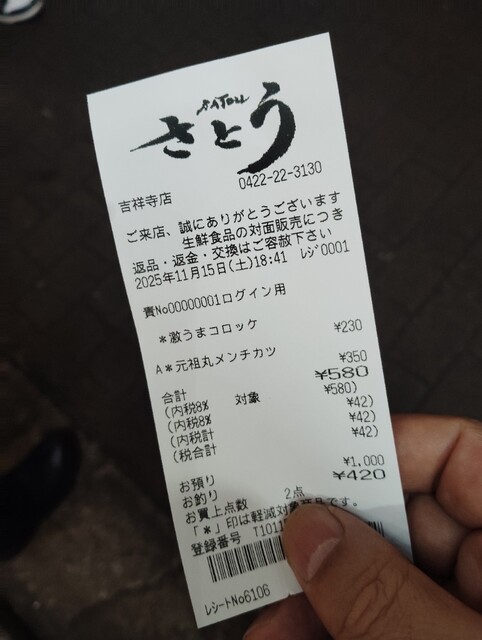 SATOU
さとう
0422-22-3130
吉祥寺店
ご来店、誠にありがとうございます
生鮮食品の対面販売につき
返品・返金・交換はご容赦下さい
2025年11月15日(土)18:41 ﾚｼﾞ0001
責No00000001ログイン用
*激うまコロッケ ¥230
A*元祖丸メンチカツ ¥350
合計 ¥580
(内税8% 対象 ¥580)
(内税8% ¥42)
(内税計 ¥42)
(税合計 ¥42)
お預り ¥1,000
お釣り ¥420
お買上点数 2点
「*」印は軽減対象です。
登録番号
ﾚｼｰﾄNo6106